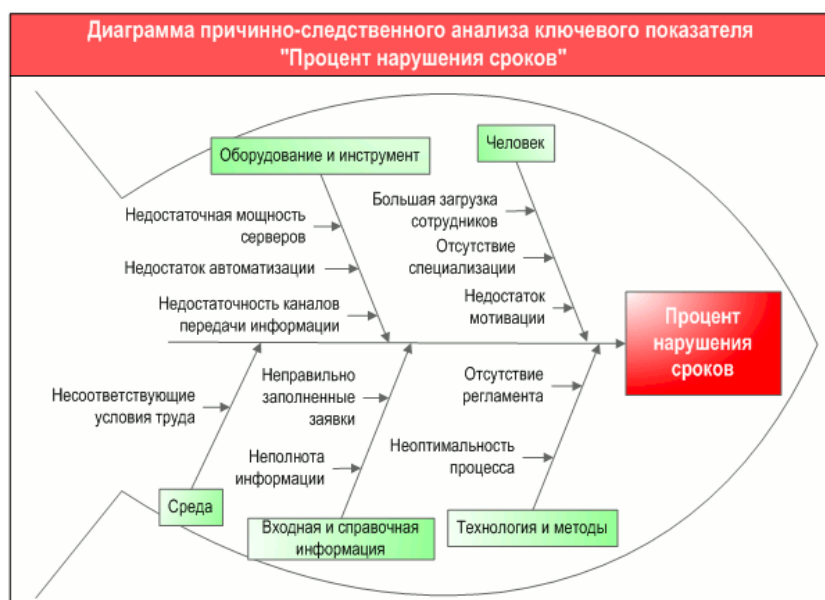 Диаграмма причинно-следственного анализа ключевого показателя
"Процент нарушения сроков"
Оборудование и инструмент
Человек
Недостаточная мощность
серверов
Недостаток автоматизации
Недостаточность каналов
передачи информации
Большая загрузка
сотрудников
Отсутствие
специализации
Недостаток
мотивации
Процент
нарушения
сроков
Несоответствующие
условия труда
Неправильно
заполненные
заявки
Неполнота
информации
Отсутствие
регламента
Неоптимальность
процесса
Среда
Входная и справочная
информация
Технология и методы